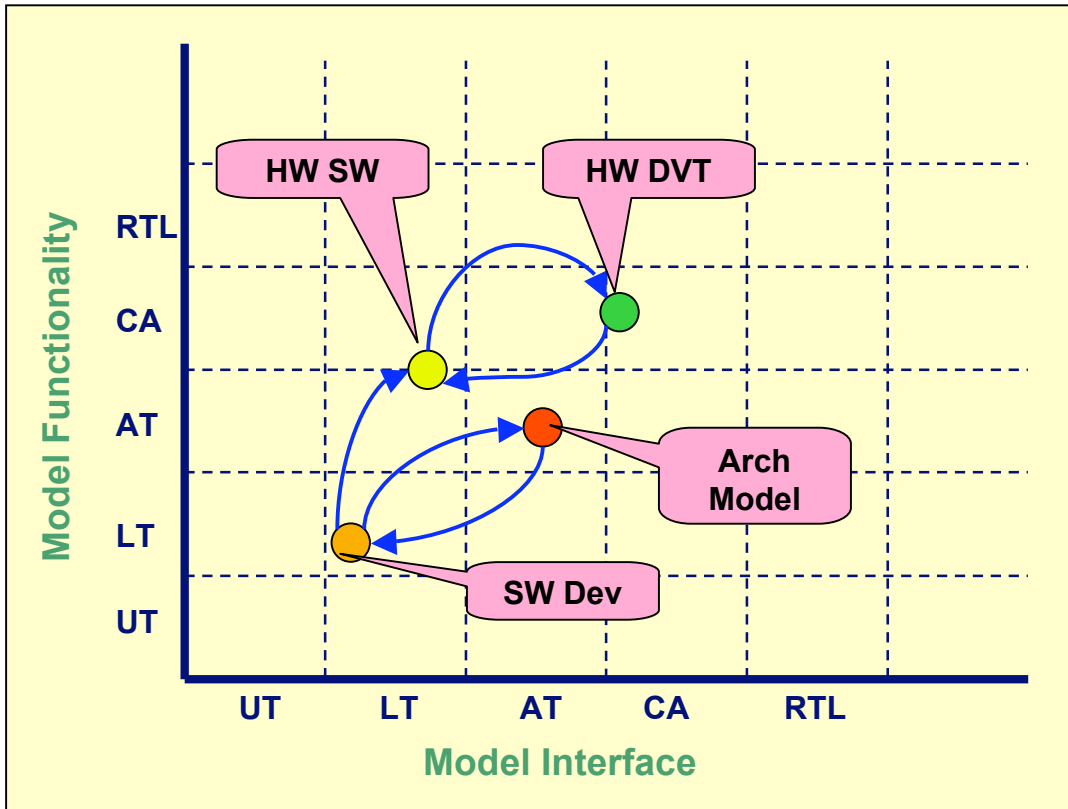 HW SW
HW DVT
RTL
CA
AT
LT
UT
Model Functionality
Arch
Model
SW Dev
UT
LT
AT
CA
RTL
Model Interface